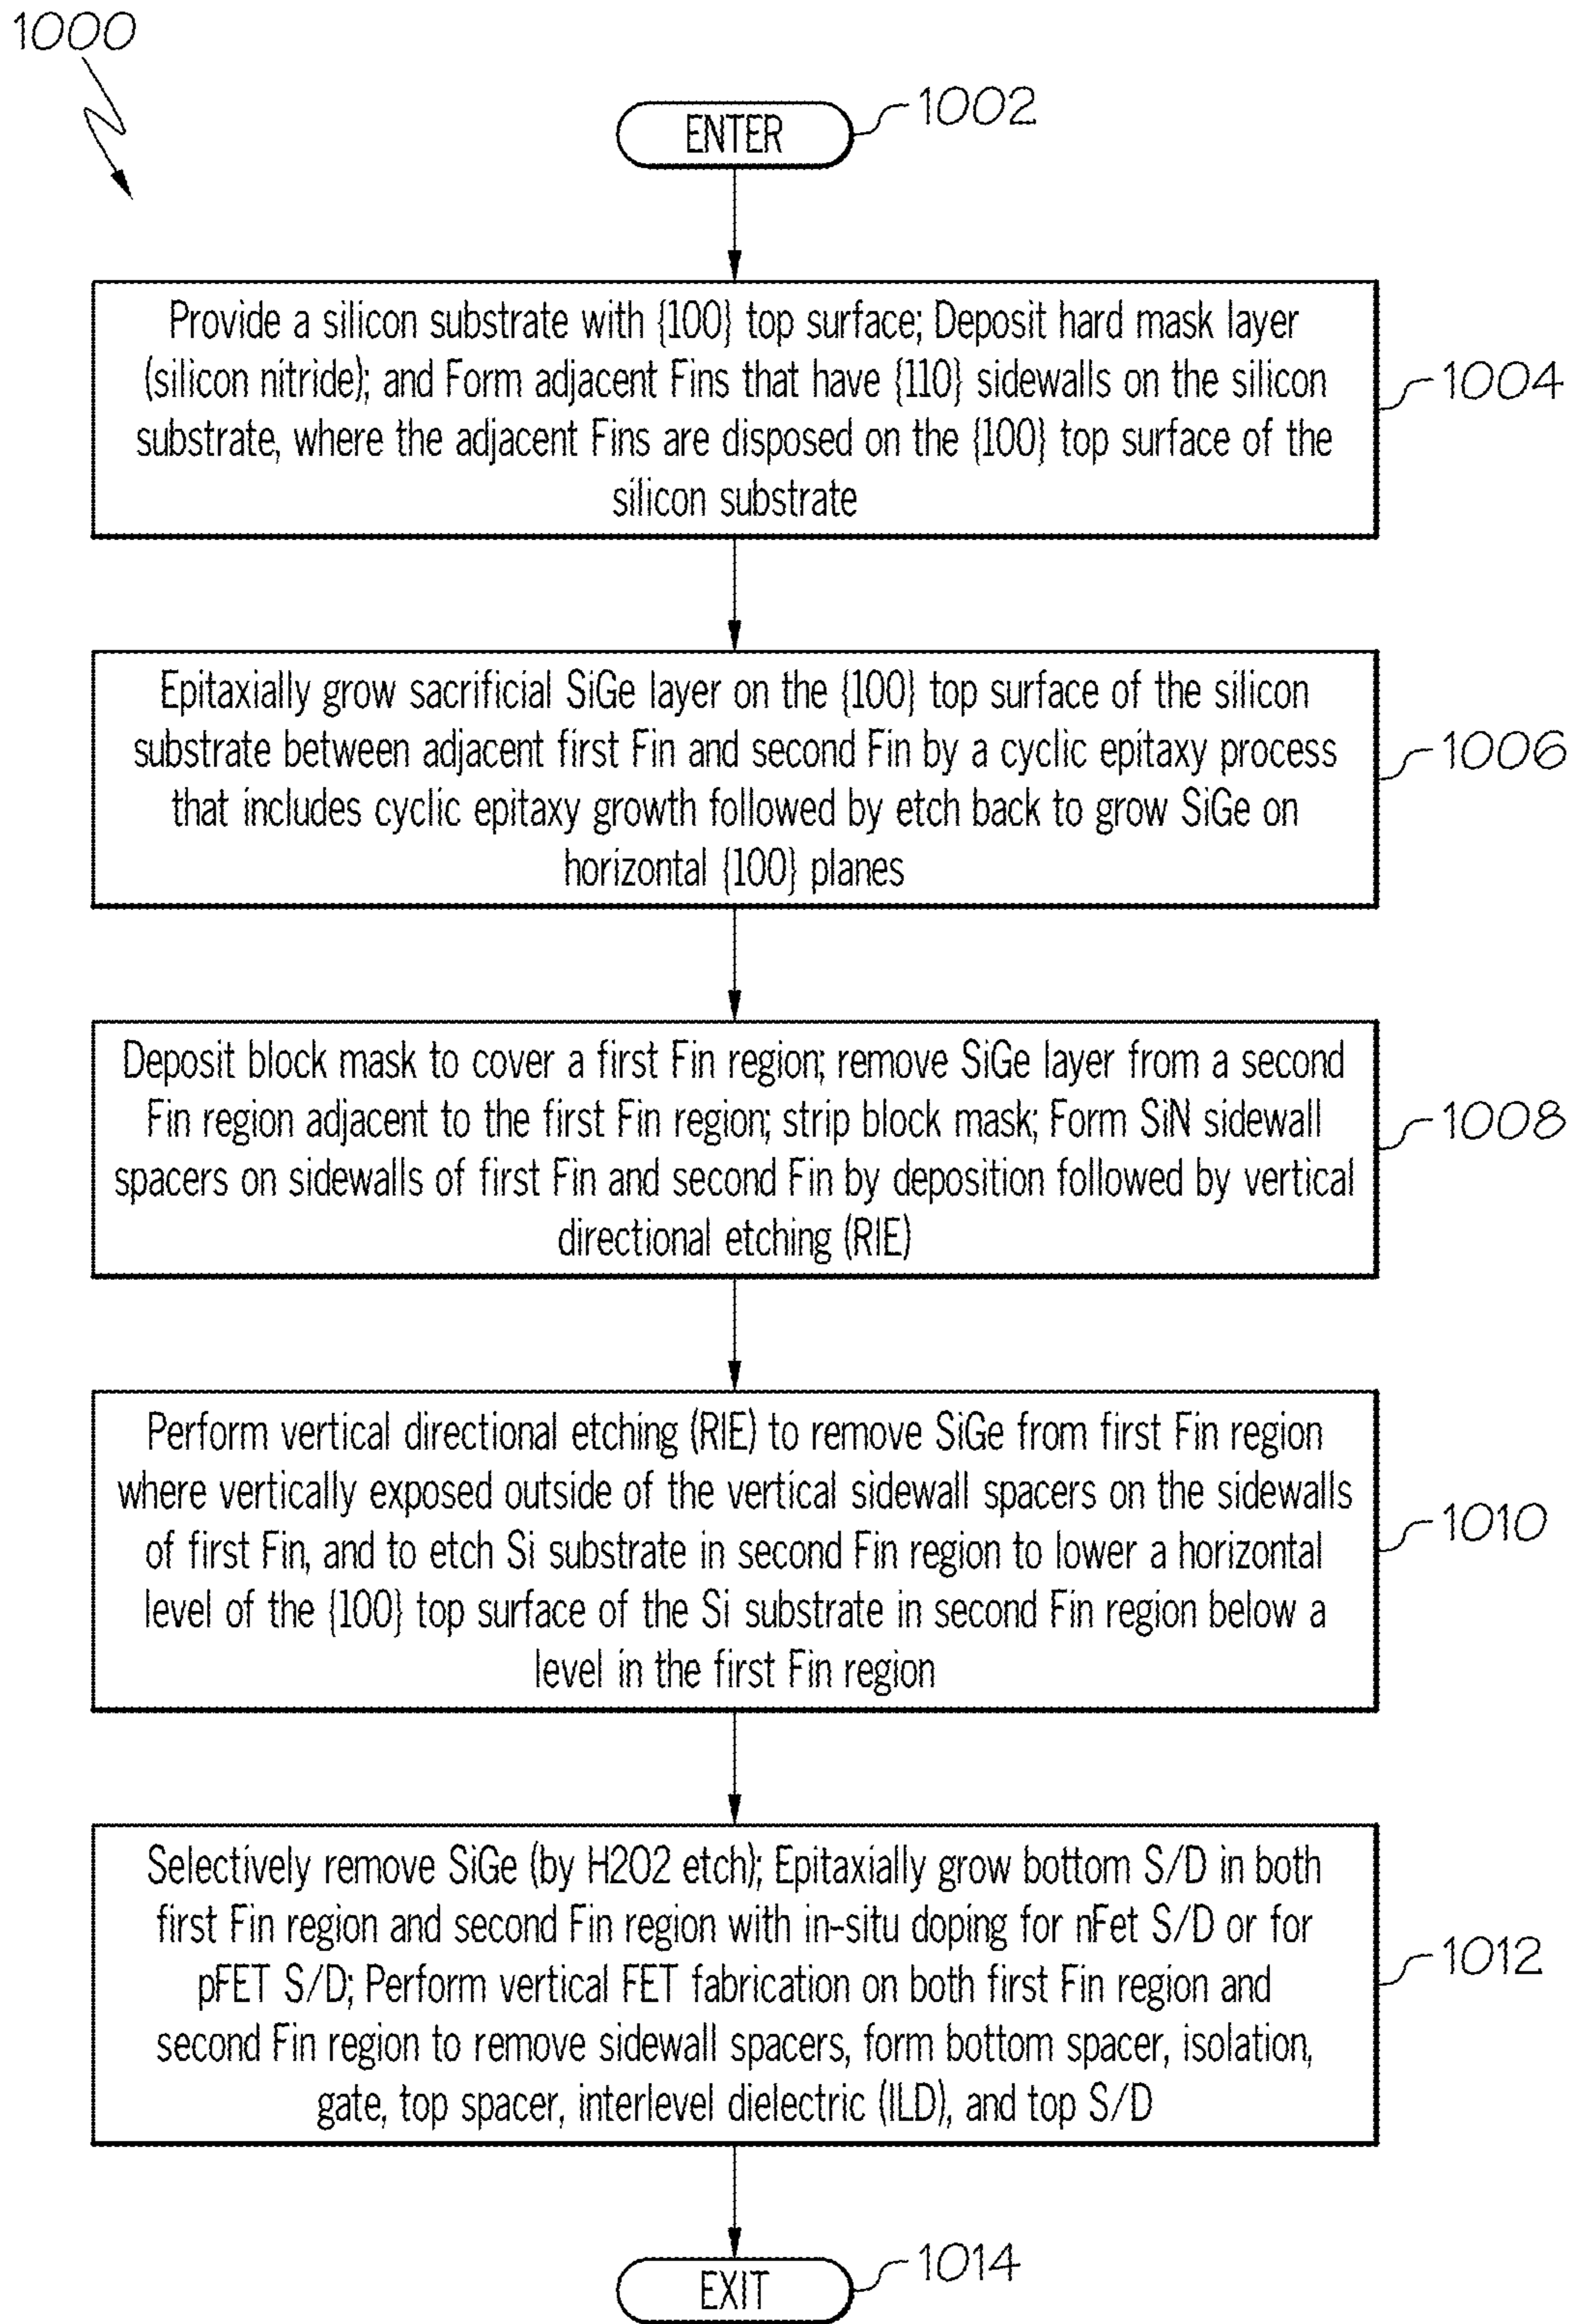 1000
ENTER
1002
Provide a silicon substrate with {100} top surface; Deposit hard mask layer
(silicon nitride); and Form adjacent Fins that have {110} sidewalls on the silicon
substrate, where the adjacent Fins are disposed on the {100} top surface of the
silicon substrate
1004
Epitaxially grow sacrificial SiGe layer on the {100} top surface of the silicon
substrate between adjacent first Fin and second Fin by a cyclic epitaxy process
that includes cyclic epitaxy growth followed by etch back to grow SiGe on
horizontal {100} planes
1006
Deposit block mask to cover a first Fin region; remove SiGe layer from a second
Fin region adjacent to the first Fin region; strip block mask; Form SiN sidewall
spacers on sidewalls of first Fin and second Fin by deposition followed by vertical
directional etching (RIE)
1008
Perform vertical directional etching (RIE) to remove SiGe from first Fin region
where vertically exposed outside of the vertical sidewall spacers on the sidewalls
of first Fin, and to etch Si substrate in second Fin region to lower a horizontal
level of the {100} top surface of the Si substrate in second Fin region below a
level in the first Fin region
1010
Selectively remove SiGe (by H2O2 etch); Epitaxially grow bottom S/D in both
first Fin region and second Fin region with in-situ doping for nFet S/D or for
pFET S/D; Perform vertical FET fabrication on both first Fin region and
second Fin region to remove sidewall spacers, form bottom spacer, isolation,
gate, top spacer, interlevel dielectric (ILD), and top S/D
1012
EXIT
1014